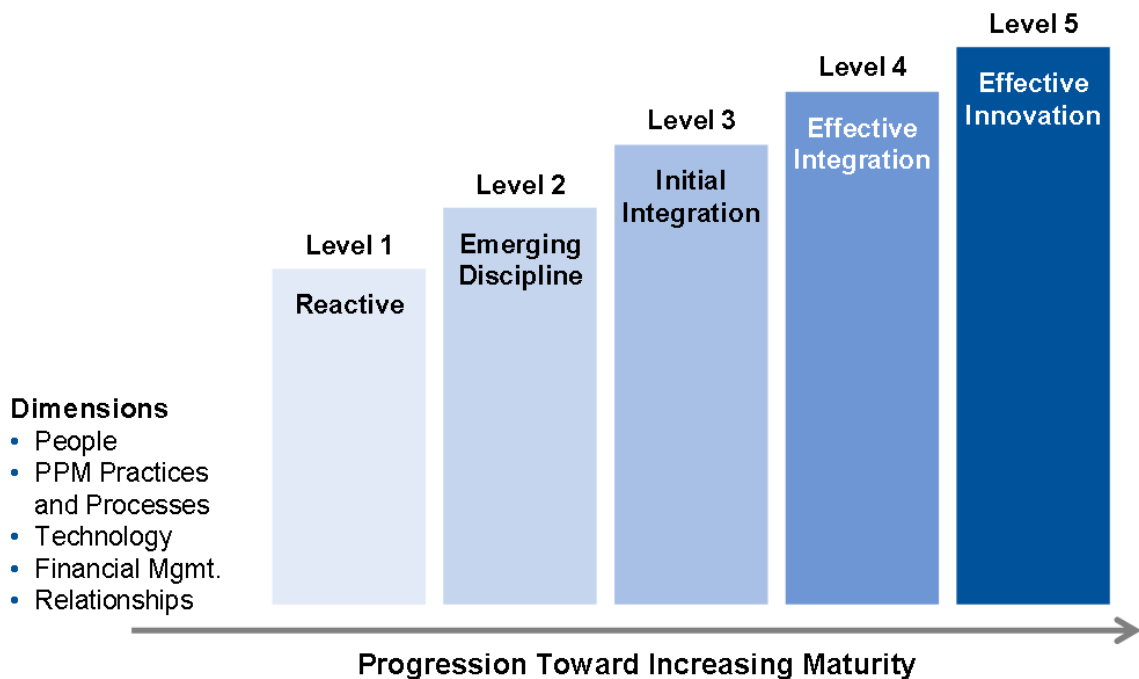 Level 1
Reactive
Level 2
Emerging
Discipline
Level 3
Initial
Integration
Level 4
Effective
Integration
Level 5
Effective
Innovation
Dimensions
• People
• PPM Practices
and Processes
• Technology
• Financial Mgmt.
• Relationships
Progression Toward Increasing Maturity